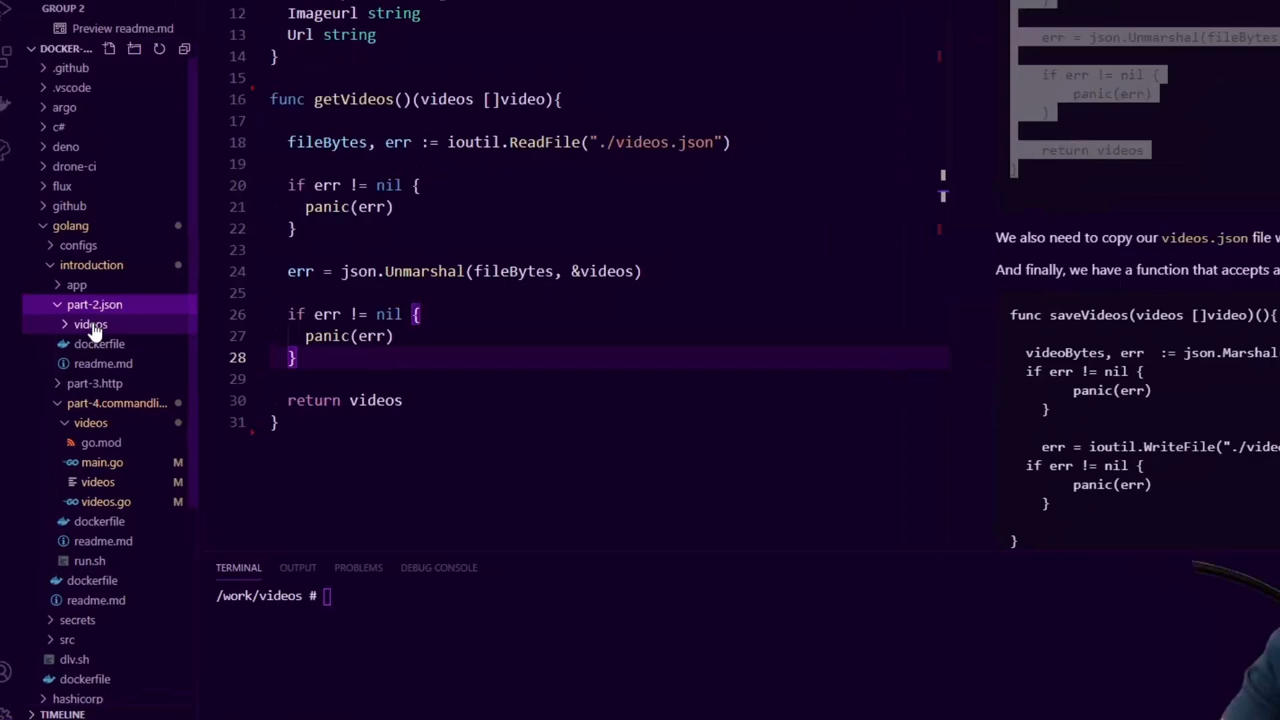 GROUP 2
Preview readme.md
DOCKER-...
.github
.vscode
argo
c#
deno
drone-ci
flux
github
golang
configs
introduction
app
part-2.json
videos
dockerfile
readme.md
part-3.http
part-4.commandli...
videos
go.mod
main.go M
videos M
videos.go M
dockerfile
readme.md
run.sh
dockerfile
readme.md
secrets
src
dlv.sh
dockerfile
hashicorp
TIMELINE
12 Imageurl string
13 Url string
14 }
15
16 func getVideos()(videos []video){
17
18 fileBytes, err := ioutil.ReadFile("./videos.json")
19
20 if err != nil {
21 panic(err)
22 }
23
24 err = json.Unmarshal(fileBytes, &videos)
25
26 if err != nil {
27 panic(err)
28 }
29
30 return videos
31 }
TERMINAL OUTPUT PROBLEMS DEBUG CONSOLE
/work/videos #
}
err = json.Unmarshal(fileBytes
if err != nil {
panic(err)
}
return videos
}
We also need to copy our videos.json file
And finally, we have a function that accepts a
func saveVideos(videos []video)(){
videoBytes, err := json.Marshal
if err != nil {
panic(err)
}
err = ioutil.WriteFile("./vide
if err != nil {
panic(err)
}
}